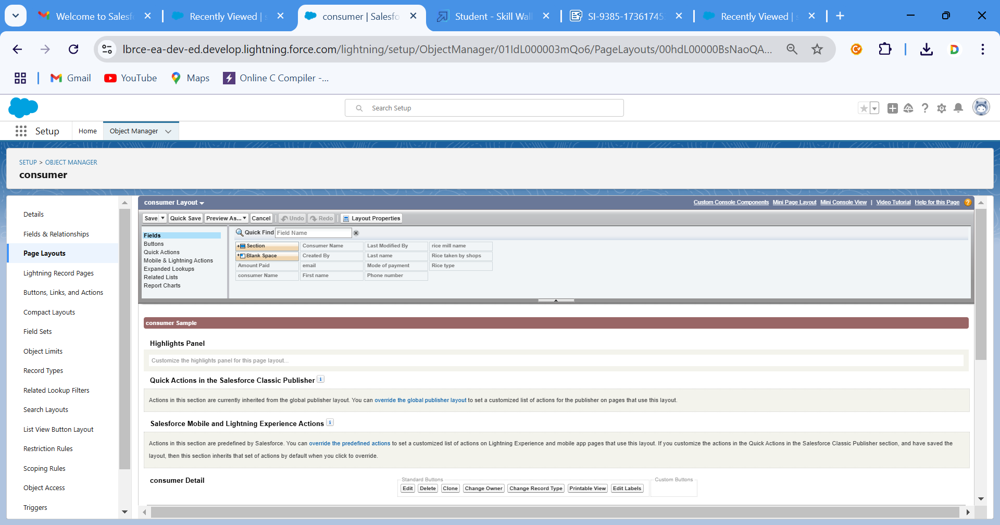 Welcome to Salesf
Recently Viewed |
consumer | Salesfo
Student - Skill Wall
SI-9385-17361745
Recently Viewed |
lbrce-ea-dev-ed.develop.lightning.force.com/lightning/setup/ObjectManager/01IdL000003mQo6/PageLayouts/00hdL00000BsNaoQA...
Gmail
YouTube
Maps
Online C Compiler -...
Search Setup
Setup
Home
Object Manager
SETUP > OBJECT MANAGER
consumer
Details
Fields & Relationships
Page Layouts
Lightning Record Pages
Buttons, Links, and Actions
Compact Layouts
Field Sets
Object Limits
Record Types
Related Lookup Filters
Search Layouts
List View Button Layout
Restriction Rules
Scoping Rules
Object Access
Triggers
consumer Layout
Custom Console Components Mini Page Layout Mini Console View | Video Tutorial Help for this Page
Save Quick Save Preview As... Cancel Undo Redo Layout Properties
Fields
Buttons
Quick Actions
Mobile & Lightning Actions
Expanded Lookups
Related Lists
Report Charts
Quick Find Field Name
Section Consumer Name Last Modified By rice mill name
Blank Space Created By Last name Rice taken by shops
Amount Paid email Mode of payment Rice type
consumer Name First name Phone number
consumer Sample
Highlights Panel
Customize the highlights panel for this page layout...
Quick Actions in the Salesforce Classic Publisher
Actions in this section are currently inherited from the global publisher layout. You can override the global publisher layout to set a customized list of actions for the publisher on pages that use this layout.
Salesforce Mobile and Lightning Experience Actions
Actions in this section are predefined by Salesforce. You can override the predefined actions to set a customized list of actions on Lightning Experience and mobile app pages that use this layout. If you customize the actions in the Quick Actions in the Salesforce Classic Publisher section, and have saved the
layout, then this section inherits that set of actions by default when you click to override.
consumer Detail
Standard Buttons
Edit Delete Clone Change Owner Change Record Type Printable View Edit Labels
Custom Buttons